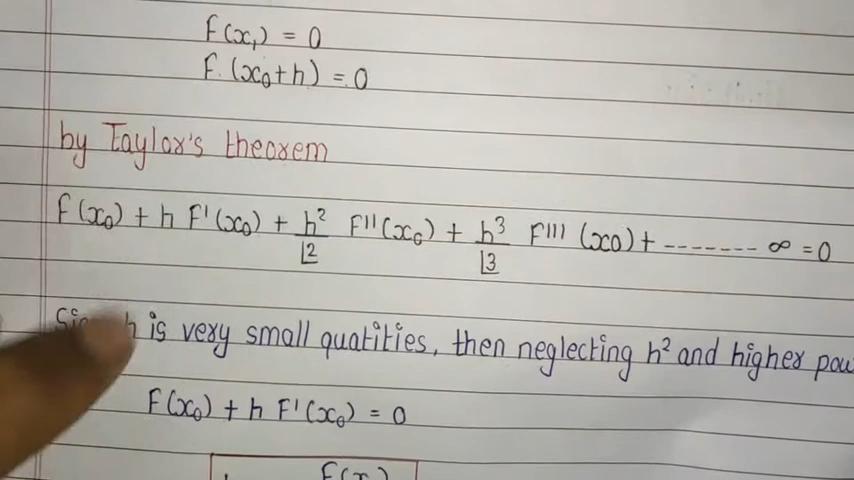 F(x₁) = 0
F(x₀+h) = 0
by Taylor's theorem
F(x₀) + h F'(x₀) + h²/⌊2 F''(x₀) + h³/⌊3 F'''(x0) + ------- ∞ = 0
h is very small quatities, then neglecting h² and higher
F(x₀) + h F'(x₀) = 0